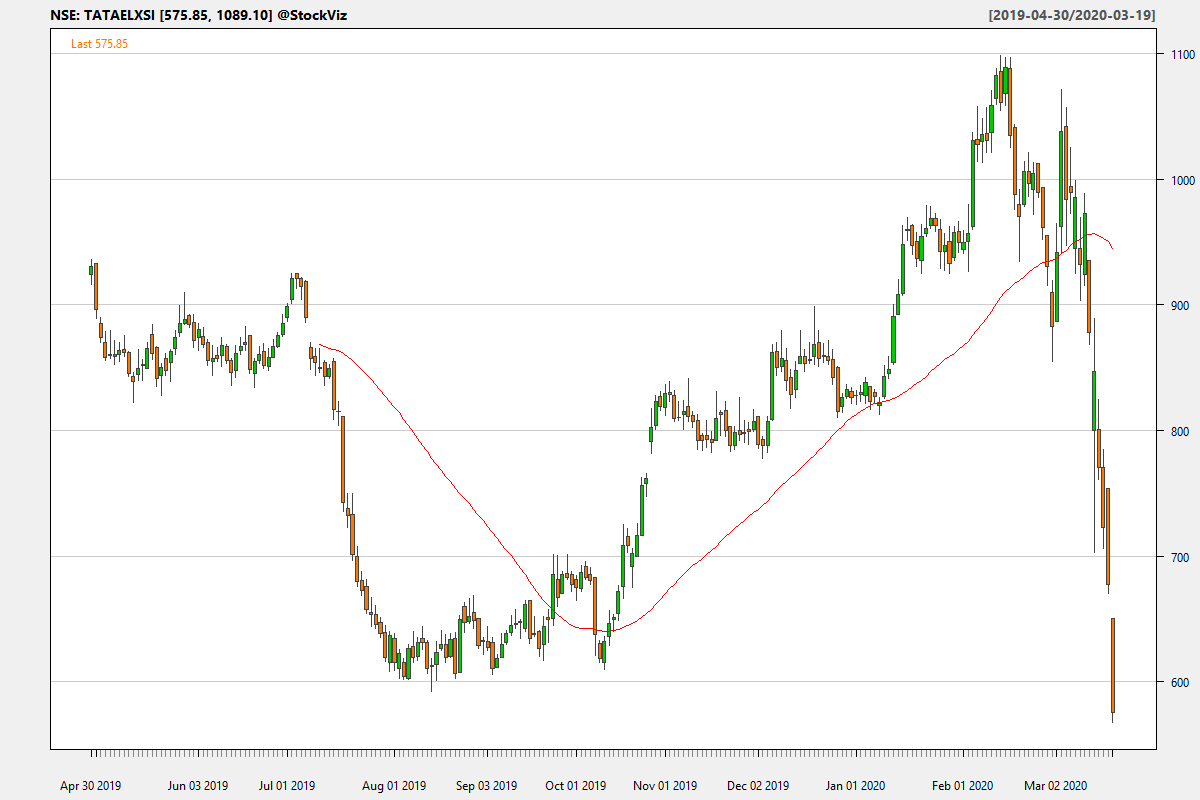 NSE: TATAELXSI [575.85, 1089.10] @StockViz [2019-04-30/2020-03-19]
Last 575.85
1100
1000
900
800
700
600
Apr 30 2019 Jun 03 2019 Jul 01 2019 Aug 01 2019 Sep 03 2019 Oct 01 2019 Nov 01 2019 Dec 02 2019 Jan 01 2020 Feb 01 2020 Mar 02 2020